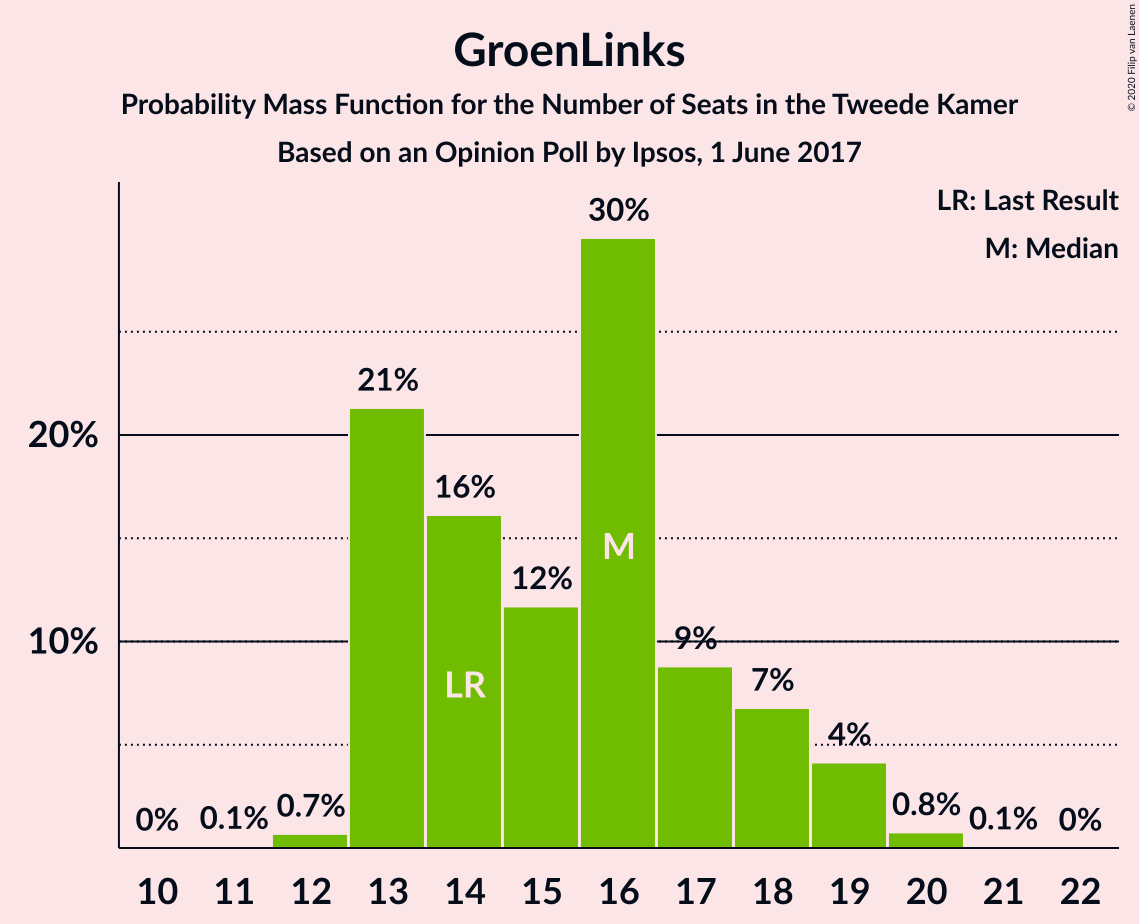 GroenLinks
Probability Mass Function for the Number of Seats in the Tweede Kamer
Based on an Opinion Poll by Ipsos, 1 June 2017
© 2020 Filip van Laenen
LR: Last Result
M: Median
20%
10%
0%
0.1%
0.7%
21%
16%
12%
30%
9%
7%
4%
0.8%
0.1%
0%
LR
M
10 11 12 13 14 15 16 17 18 19 20 21 22